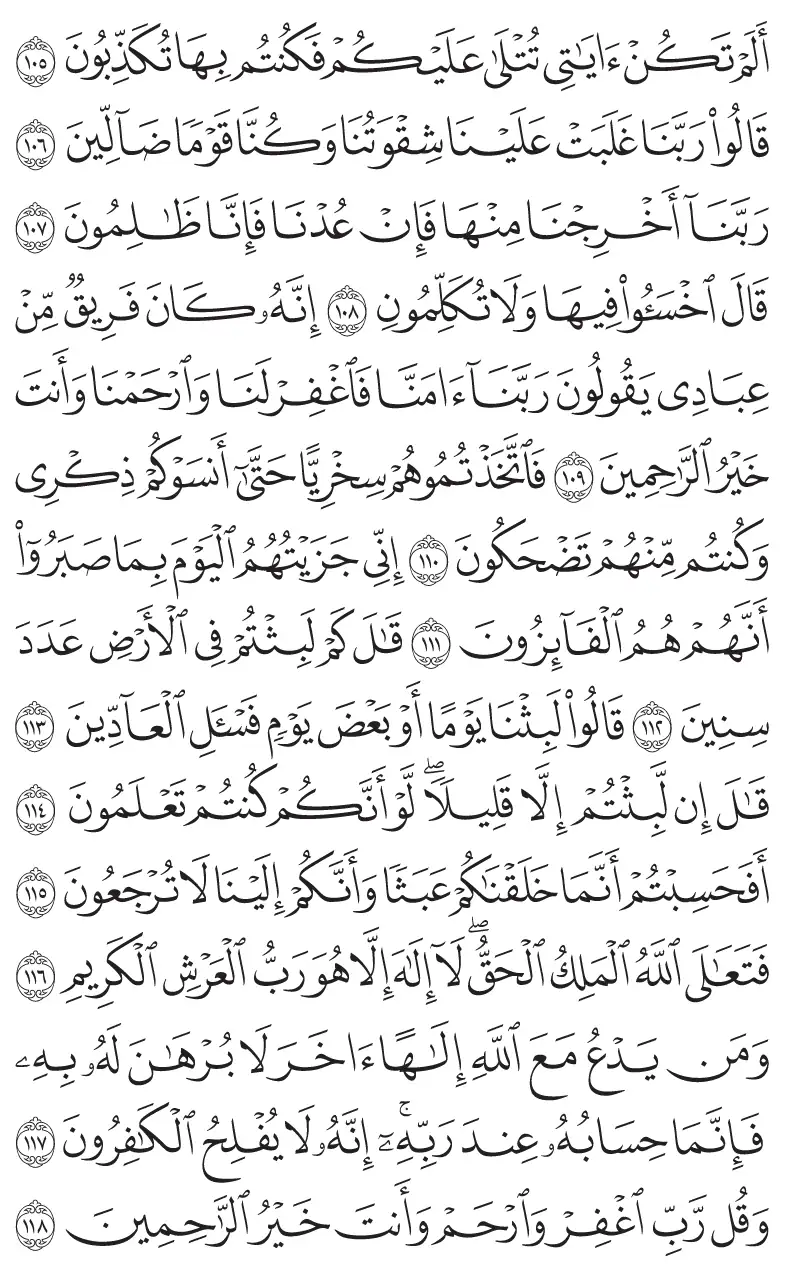 أَلَمْ تَكُنْ ءَايَٰتِى تُتْلَىٰ عَلَيْكُمْ فَكُنتُم بِهَا تُكَذِّبُونَ ١٠٥
قَالُوا۟ رَبَّنَا غَلَبَتْ عَلَيْنَا شِقْوَتُنَا وَكُنَّا قَوْمًا ضَآلِّينَ ١٠٦
رَبَّنَآ أَخْرِجْنَا مِنْهَا فَإِنْ عُدْنَا فَإِنَّا ظَٰلِمُونَ ١٠٧
قَالَ ٱخْسَـُٔوا۟ فِيهَا وَلَا تُكَلِّمُونِ ١٠٨ إِنَّهُۥ كَانَ فَرِيقٌ مِّنْ
عِبَادِى يَقُولُونَ رَبَّنَآ ءَامَنَّا فَٱغْفِرْ لَنَا وَٱرْحَمْنَا وَأَنتَ
خَيْرُ ٱلرَّٰحِمِينَ ١٠٩ فَٱتَّخَذْتُمُوهُمْ سِخْرِيًّا حَتَّىٰٓ أَنسَوْكُمْ ذِكْرِى
وَكُنتُم مِّنْهُمْ تَضْحَكُونَ ١١٠ إِنِّى جَزَيْتُهُمُ ٱلْيَوْمَ بِمَا صَبَرُوٓا۟
أَنَّهُمْ هُمُ ٱلْفَآئِزُونَ ١١١ قَٰلَ كَمْ لَبِثْتُمْ فِى ٱلْأَرْضِ عَدَدَ
سِنِينَ ١١٢ قَالُوا۟ لَبِثْنَا يَوْمًا أَوْ بَعْضَ يَوْمٍ فَسْـَٔلِ ٱلْعَآدِّينَ ١١٣
قَٰلَ إِن لَّبِثْتُمْ إِلَّا قَلِيلًا ۖ لَّوْ أَنَّكُمْ كُنتُمْ تَعْلَمُونَ ١١٤
أَفَحَسِبْتُمْ أَنَّمَا خَلَقْنَٰكُمْ عَبَثًا وَأَنَّكُمْ إِلَيْنَا لَا تُرْجَعُونَ ١١٥
فَتَعَٰلَى ٱللَّهُ ٱلْمَلِكُ ٱلْحَقُّ ۖ لَآ إِلَٰهَ إِلَّا هُوَ رَبُّ ٱلْعَرْشِ ٱلْكَرِيمِ ١١٦
وَمَن يَدْعُ مَعَ ٱللَّهِ إِلَٰهًا ءَاخَرَ لَا بُرْهَٰنَ لَهُۥ بِهِۦ
فَإِنَّمَا حِسَابُهُۥ عِندَ رَبِّهِۦٓ ۚ إِنَّهُۥ لَا يُفْلِحُ ٱلْكَٰفِرُونَ ١١٧
وَقُل رَّبِّ ٱغْفِرْ وَٱرْحَمْ وَأَنتَ خَيْرُ ٱلرَّٰحِمِينَ ١١٨